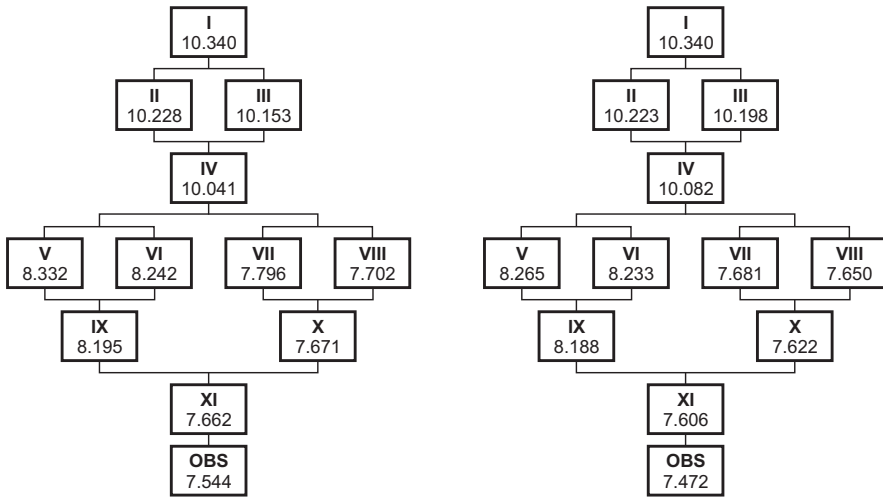 I
10.340
II
10.228
III
10.153
IV
10.041
V
8.332
VI
8.242
VII
7.796
VIII
7.702
IX
8.195
X
7.671
XI
7.662
OBS
7.544
I
10.340
II
10.223
III
10.198
IV
10.082
V
8.265
VI
8.233
VII
7.681
VIII
7.650
IX
8.188
X
7.622
XI
7.606
OBS
7.472